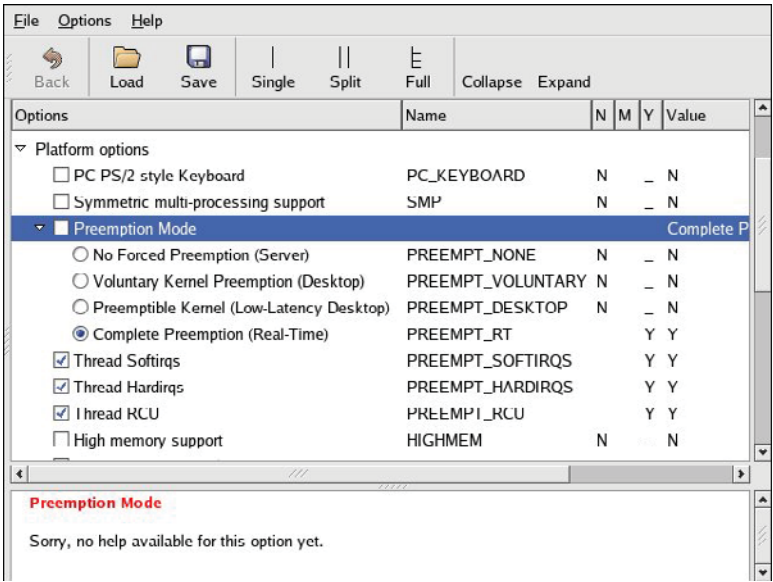 File Options Help
Back Load Save Single Split Full Collapse Expand
Options Name N M Y Value
Platform options
PC PS/2 style Keyboard PC_KEYBOARD N _ N
Symmetric multi-processing support SMP N _ N
Preemption Mode Complete P
No Forced Preemption (Server) PREEMPT_NONE N _ N
Voluntary Kernel Preemption (Desktop) PREEMPT_VOLUNTARY N _ N
Preemptible Kernel (Low-Latency Desktop) PREEMPT_DESKTOP N _ N
Complete Preemption (Real-Time) PREEMPT_RT Y Y
Thread Softirqs PREEMPT_SOFTIRQS Y Y
Thread Hardirqs PREEMPT_HARDIRQS Y Y
Thread RCU PREEMPT_RCU Y Y
High memory support HIGHMEM N N
Preemption Mode
Sorry, no help available for this option yet.